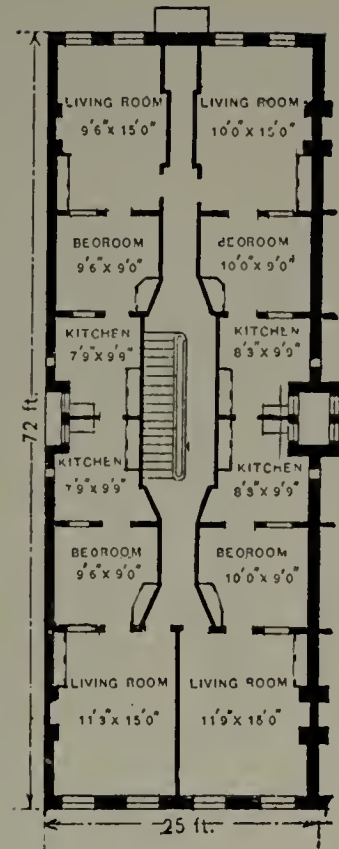 LIVING ROOM
9'6" X 15'0"
LIVING ROOM
10'0" X 15'0"
BEDROOM
9'6" X 9'0"
BEDROOM
10'0" X 9'0"
KITCHEN
7'9" X 9'9"
KITCHEN
8'3" X 9'9"
72 ft.
KITCHEN
7'9" X 9'9"
KITCHEN
8'3" X 9'9"
BEDROOM
9'6" X 9'0"
BEDROOM
10'0" X 9'0"
LIVING ROOM
11'3" X 15'0"
LIVING ROOM
11'9" X 15'0"
25 ft.